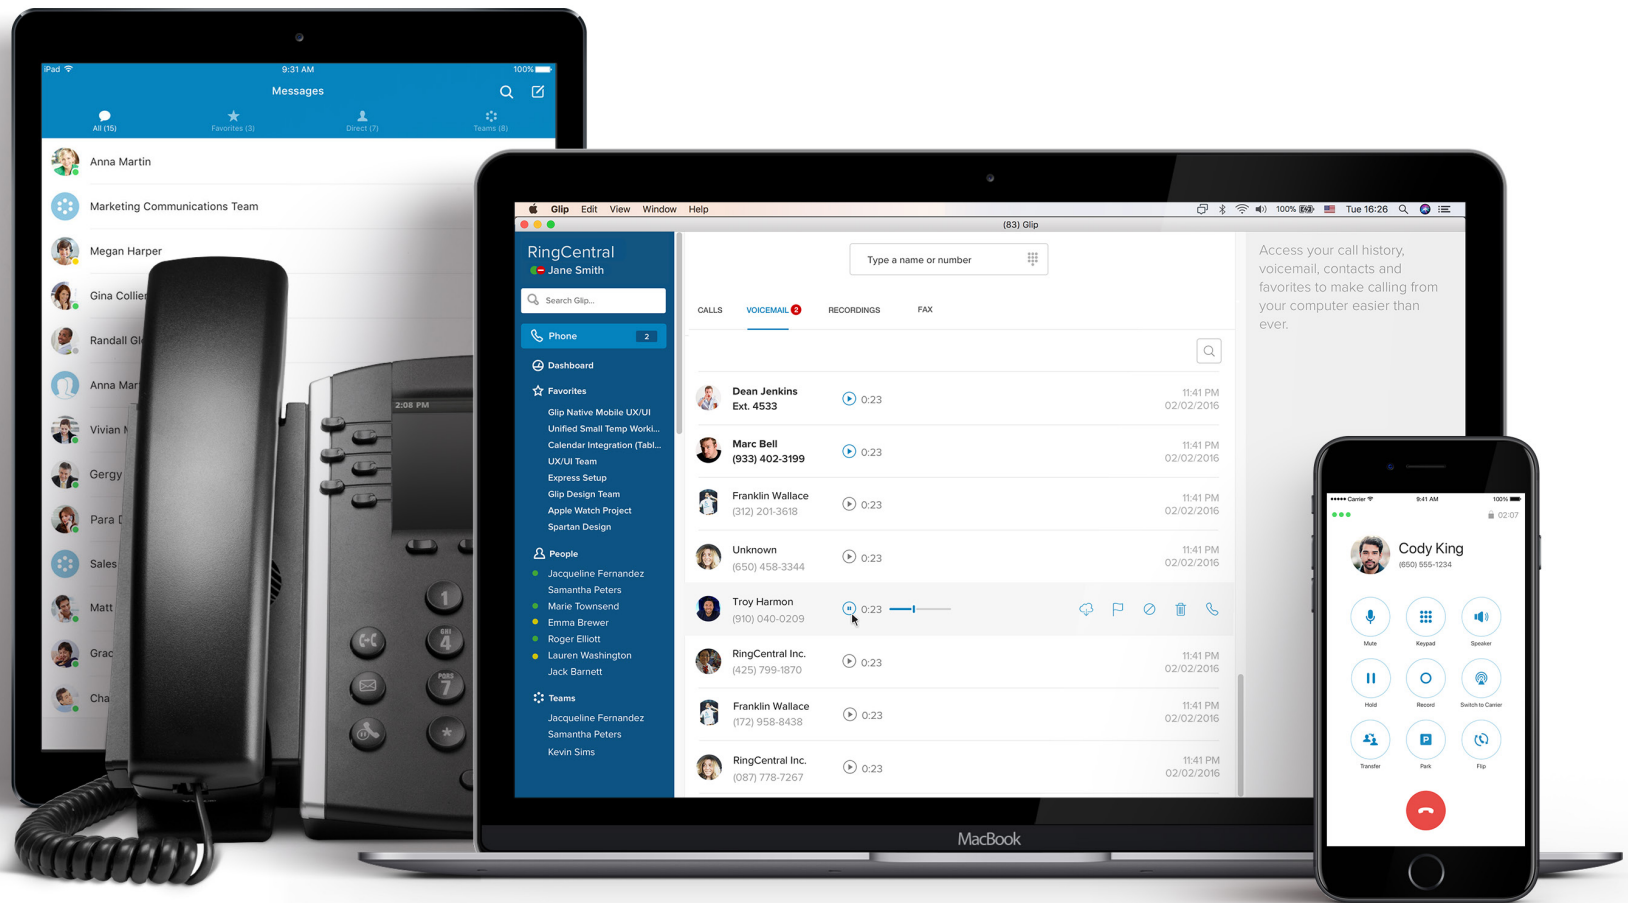 iPad
9:31 AM
100%
Messages
All (15)
Favorites (3)
Direct (7)
Teams (8)
Anna Martin
Marketing Communications Team
Megan Harper
Gina Collier
Randall
Anna Mar
Vivian
Gergy
Para
Sales
Matt
Grac
Cha
2:08 PM
1
GHI
4
PQRS
7
*
Glip Edit View Window Help
100%
Tue 16:26
(83) Glip
RingCentral
Jane Smith
Search Glip...
Phone 2
Dashboard
Favorites
Glip Native Mobile UX/UI
Unified Small Temp Worki...
Calendar Integration (Tabl...
UX/UI Team
Express Setup
Glip Design Team
Apple Watch Project
Spartan Design
People
Jacqueline Fernandez
Samantha Peters
Marie Townsend
Emma Brewer
Roger Elliott
Lauren Washington
Jack Barnett
Teams
Jacqueline Fernandez
Samantha Peters
Kevin Sims
Type a name or number
CALLS VOICEMAIL 2 RECORDINGS FAX
Dean Jenkins
Ext. 4533
0:23
11:41 PM
02/02/2016
Marc Bell
(933) 402-3199
0:23
11:41 PM
02/02/2016
Franklin Wallace
(312) 201-3618
0:23
11:41 PM
02/02/2016
Unknown
(650) 458-3344
0:23
11:41 PM
02/02/2016
Troy Harmon
(910) 040-0209
0:23
RingCentral Inc.
(425) 799-1870
0:23
11:41 PM
02/02/2016
Franklin Wallace
(172) 958-8438
0:23
11:41 PM
02/02/2016
RingCentral Inc.
(087) 778-7267
0:23
11:41 PM
02/02/2016
Access your call history,
voicemail, contacts and
favorites to make calling from
your computer easier than
ever.
MacBook
Carrier
9:41 AM
100%
02:07
Cody King
(650) 555-1234
Mute
Keypad
Speaker
Hold
Record
Switch to Carrier
Transfer
P
Park
Flip